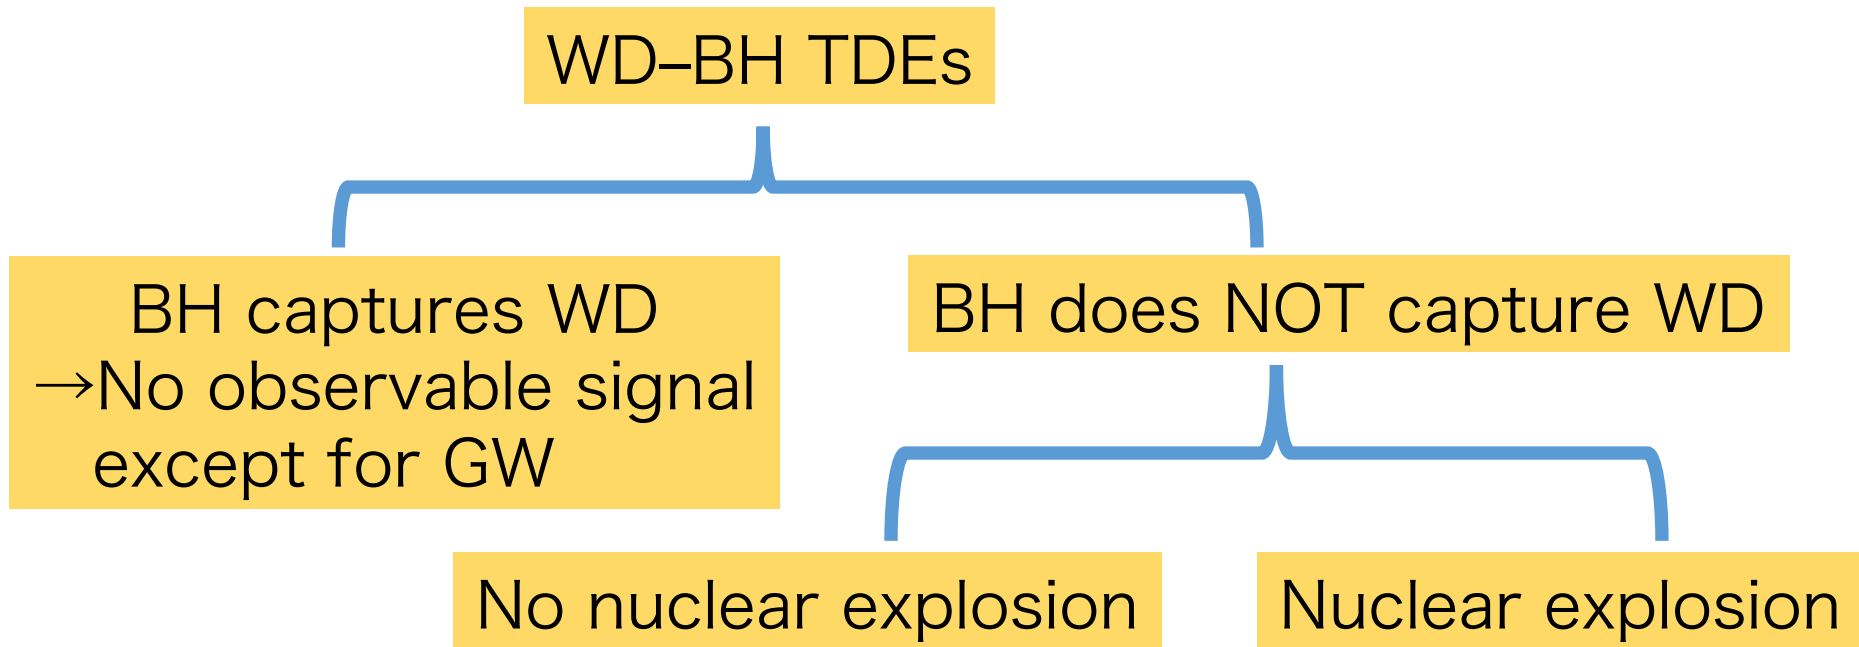 WD–BH TDEs
BH captures WD
→No observable signal
except for GW
BH does NOT capture WD
No nuclear explosion
Nuclear explosion